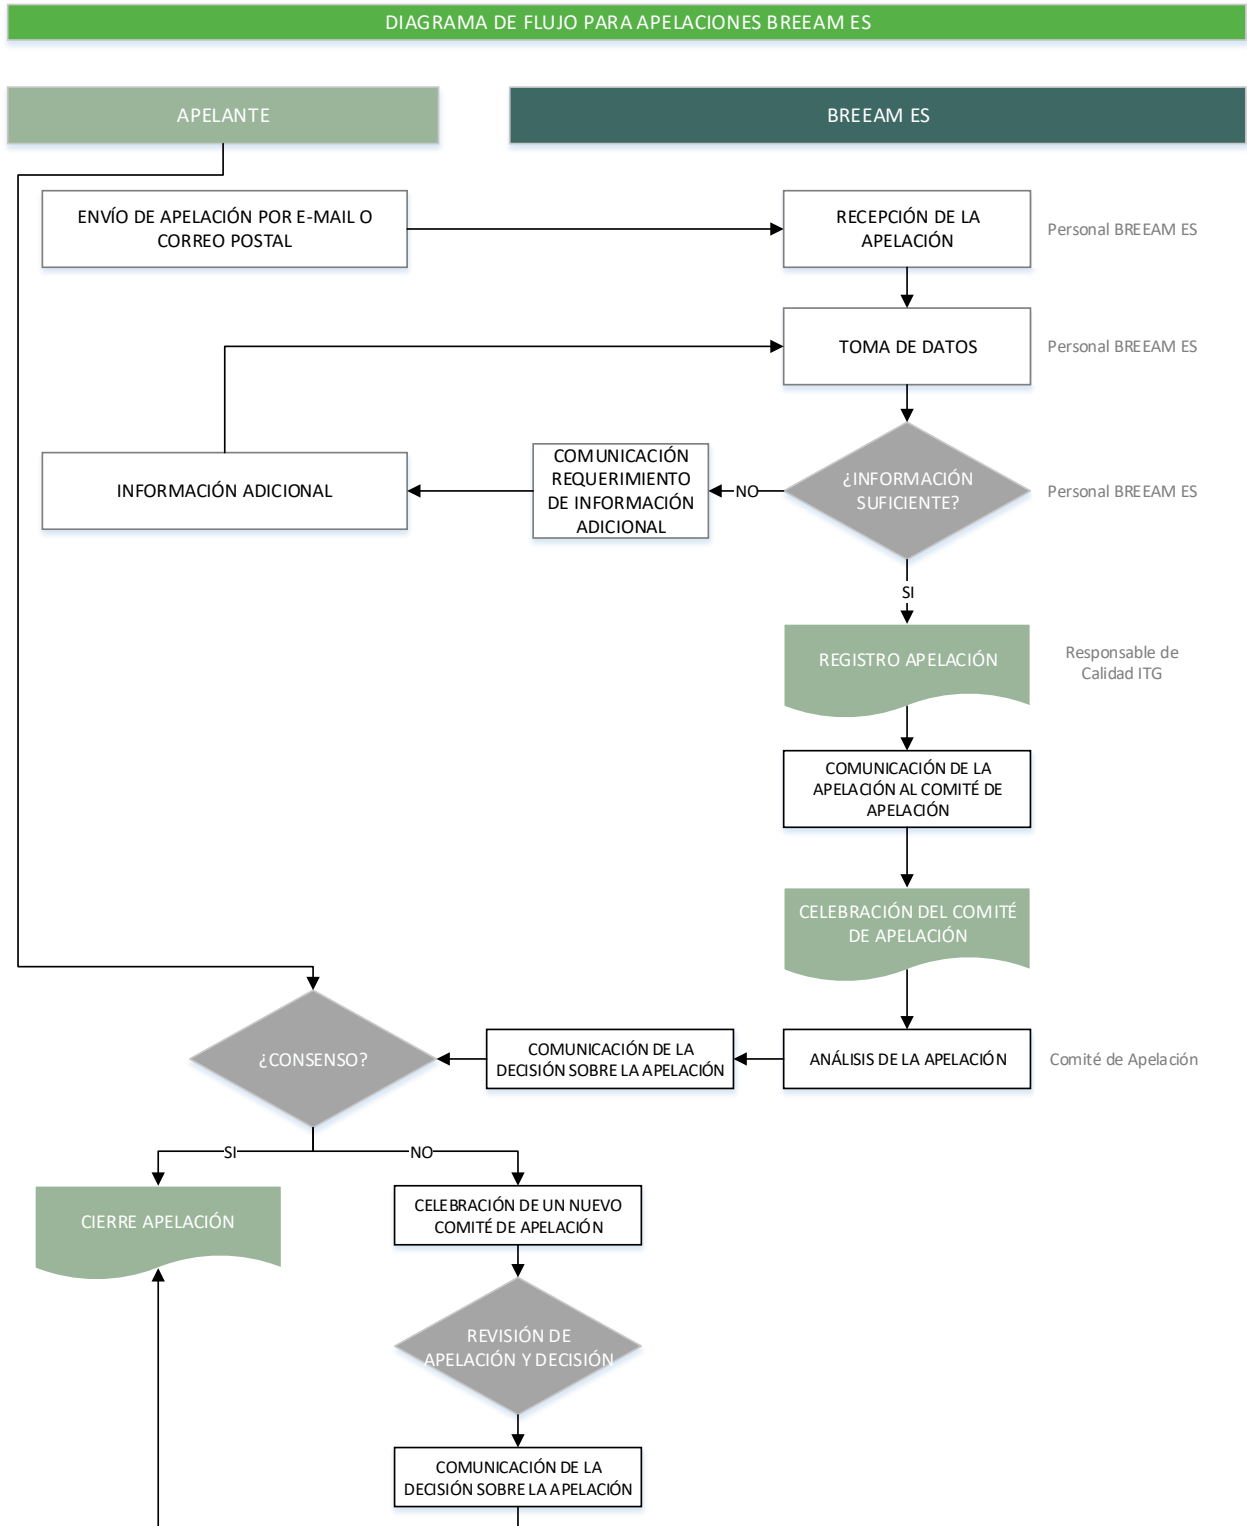 DIAGRAMA DE FLUJO PARA APELACIONES BREEAM ES
APELANTE
BREEAM ES
ENVÍO DE APELACIÓN POR E-MAIL O
CORREO POSTAL
RECEPCIÓN DE LA
APELACIÓN
Personal BREEAM ES
TOMA DE DATOS
Personal BREEAM ES
INFORMACIÓN ADICIONAL
COMUNICACIÓN
REQUERIMIENTO
DE INFORMACIÓN
ADICIONAL
NO
¿INFORMACIÓN
SUFICIENTE?
Personal BREEAM ES
SI
REGISTRO APELACIÓN
Responsable de
Calidad ITG
COMUNICACIÓN DE LA
APELACIÓN AL COMITÉ DE
APELACIÓN
CELEBRACIÓN DEL COMITÉ
DE APELACIÓN
¿CONSENSO?
COMUNICACIÓN DE LA
DECISIÓN SOBRE LA APELACIÓN
ANÁLISIS DE LA APELACIÓN
Comité de Apelación
SI
NO
CIERRE APELACIÓN
CELEBRACIÓN DE UN NUEVO
COMITÉ DE APELACIÓN
REVISIÓN DE
APELACIÓN Y DECISIÓN
COMUNICACIÓN DE LA
DECISIÓN SOBRE LA APELACIÓN